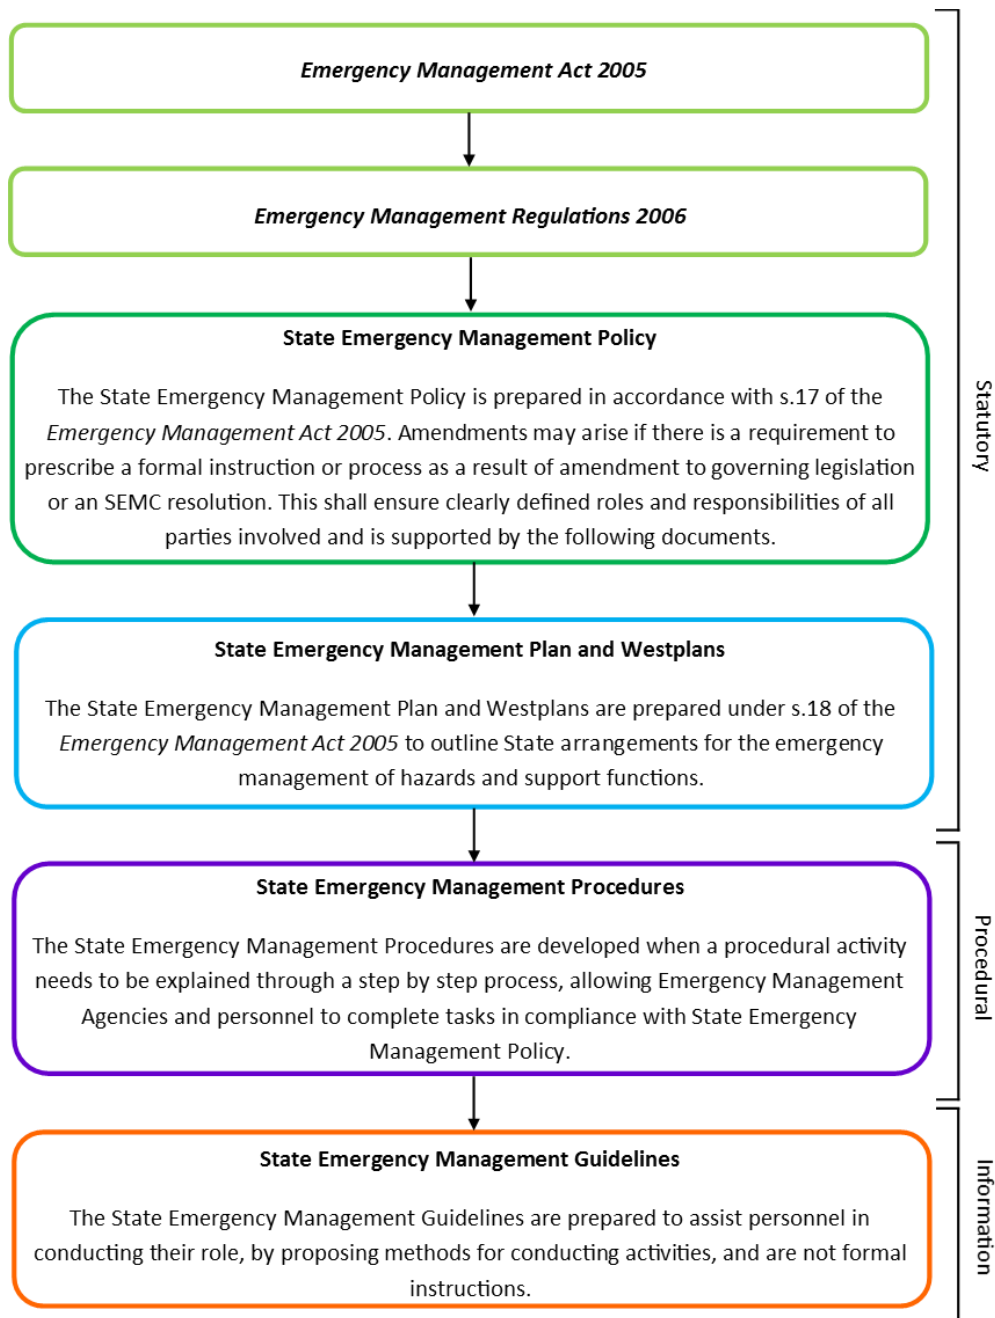 Emergency Management Act 2005
Emergency Management Regulations 2006
State Emergency Management Policy
The State Emergency Management Policy is prepared in accordance with s.17 of the
Emergency Management Act 2005. Amendments may arise if there is a requirement to
prescribe a formal instruction or process as a result of amendment to governing legislation
or an SEMC resolution. This shall ensure clearly defined roles and responsibilities of all
parties involved and is supported by the following documents.
State Emergency Management Plan and Westplans
The State Emergency Management Plan and Westplans are prepared under s.18 of the
Emergency Management Act 2005 to outline State arrangements for the emergency
management of hazards and support functions.
Statutory
State Emergency Management Procedures
The State Emergency Management Procedures are developed when a procedural activity
needs to be explained through a step by step process, allowing Emergency Management
Agencies and personnel to complete tasks in compliance with State Emergency
Management Policy.
Procedural
State Emergency Management Guidelines
The State Emergency Management Guidelines are prepared to assist personnel in
conducting their role, by proposing methods for conducting activities, and are not formal
instructions.
Information